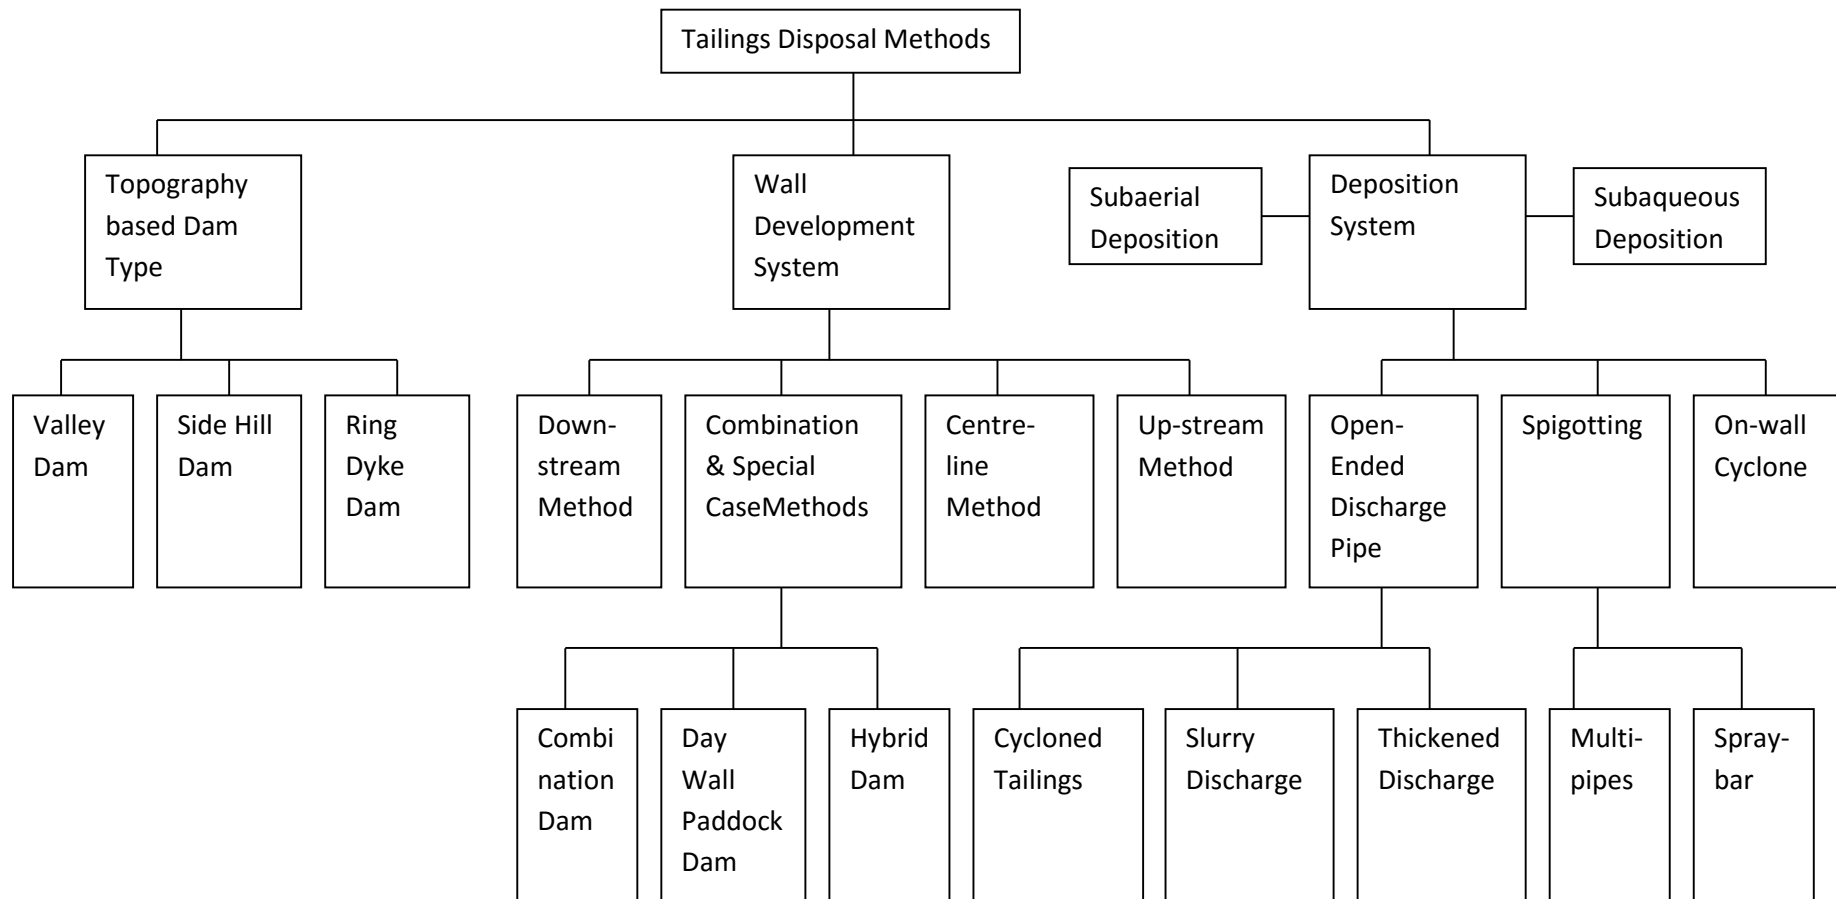 Tailings Disposal Methods
Topography
based Dam
Type
Wall
Development
System
Subaerial
Deposition
Deposition
System
Subaqueous
Deposition
Valley
Dam
Side Hill
Dam
Ring
Dyke
Dam
Down-
stream
Method
Combination
& Special
CaseMethods
Centre-
line
Method
Up-stream
Method
Open-
Ended
Discharge
Pipe
Spigotting
On-wall
Cyclone
Combi
nation
Dam
Day
Wall
Paddock
Dam
Hybrid
Dam
Cycloned
Tailings
Slurry
Discharge
Thickened
Discharge
Multi-
pipes
Spray-
bar